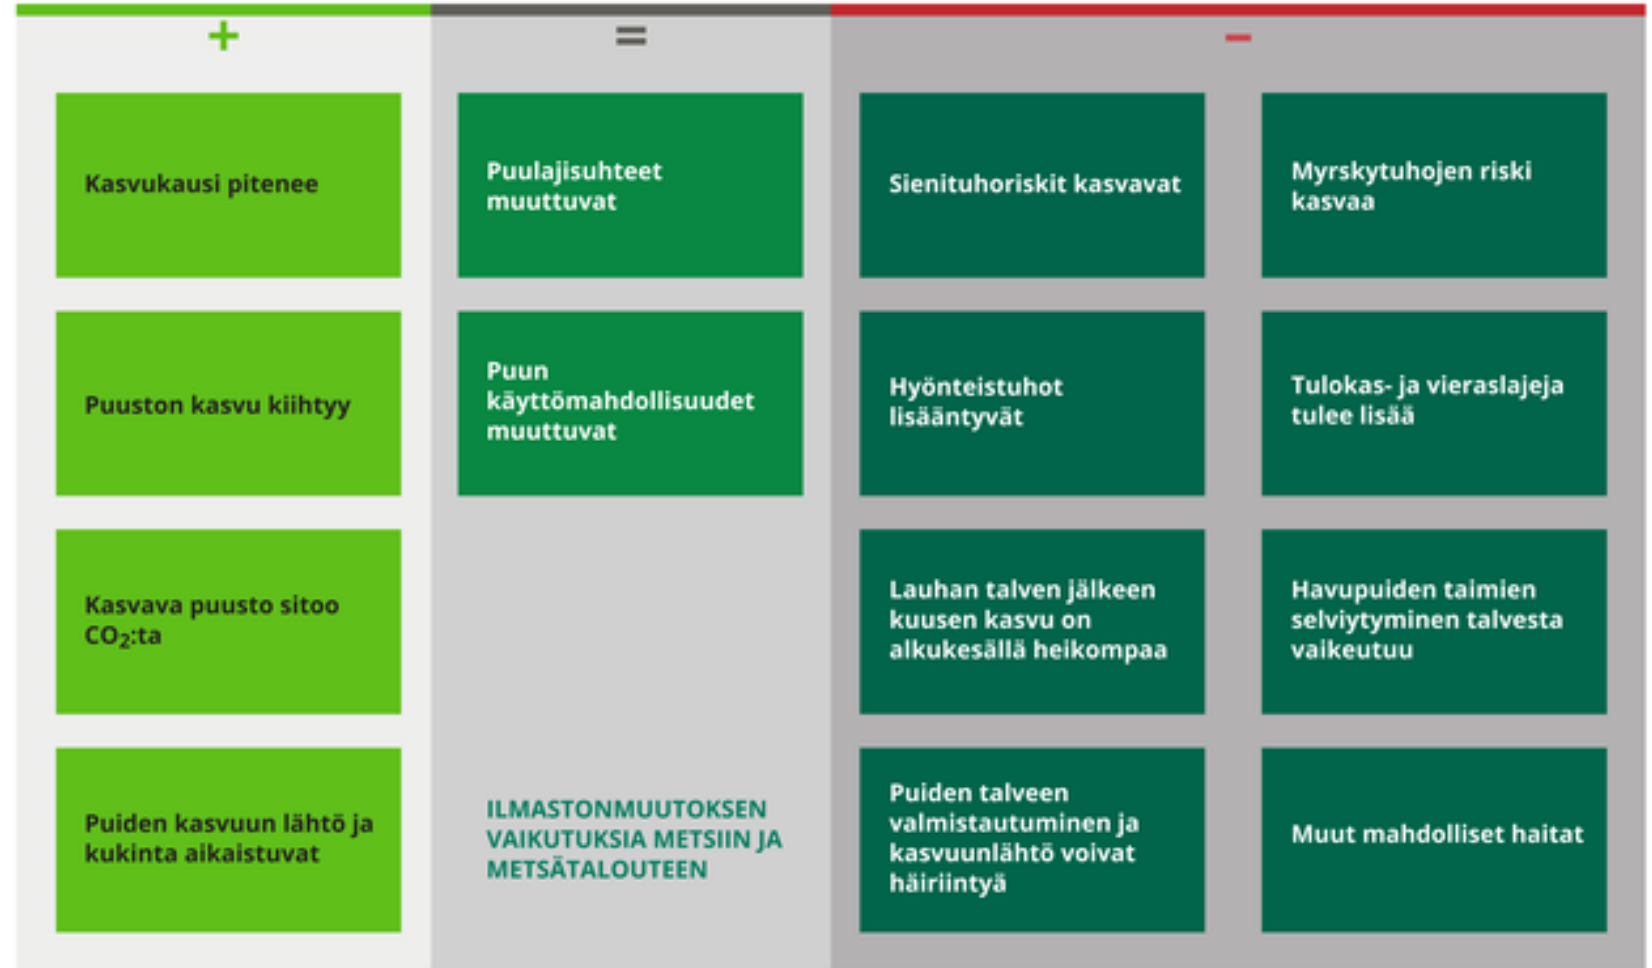 +
=
–
Kasvukausi pitenee
Puuston kasvu kiihtyy
Kasvava puusto sitoo
CO₂:ta
Puiden kasvuun lähtö ja
kukinta aikaistuvat
Puulajisuhteet
muuttuvat
Puun
käyttömahdollisuudet
muuttuvat
ILMASTONMUUTOKSEN
VAIKUTUKSIA METSIIN JA
METSÄTALOUTEEN
Sienituhoriskit kasvavat
Hyönteistuhot
lisääntyvät
Lauhan talven jälkeen
kuusen kasvu on
alkukesällä heikompaa
Puiden talveen
valmistautuminen ja
kasvuunlähtö voivat
häiriintyä
Myrskytuhojen riski
kasvaa
Tulokas- ja vieraslajeja
tulee lisää
Havupuiden taimien
selviytyminen talvesta
vaikeutuu
Muut mahdolliset haitat